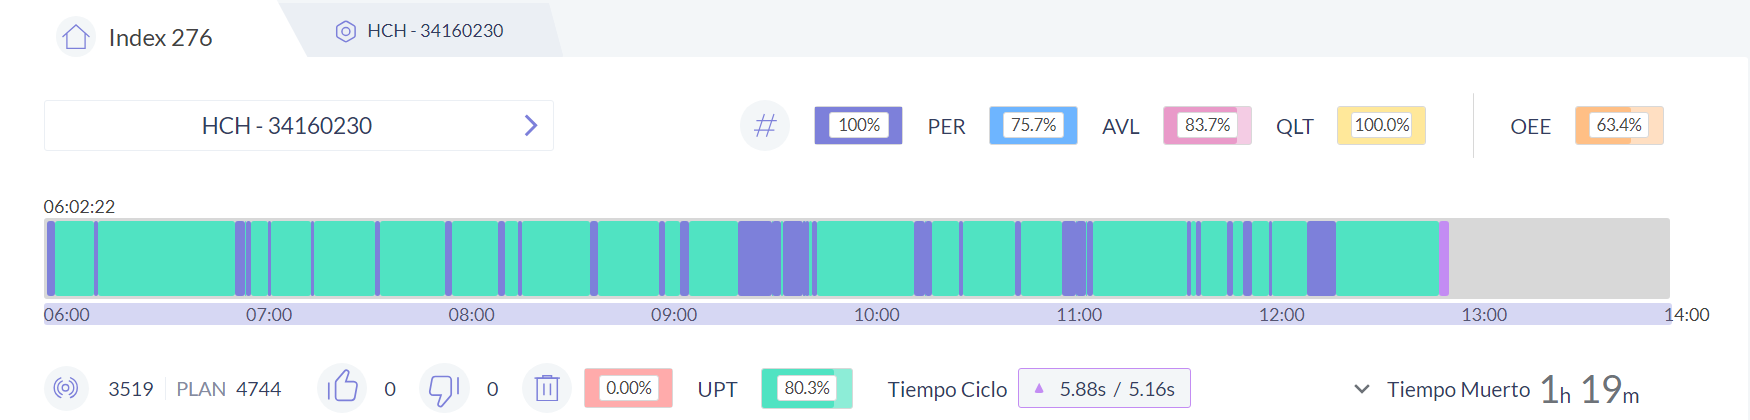 Index 276
HCH - 34160230
HCH - 34160230
# 100% PER 75.7% AVL 83.7% QLT 100.0% OEE 63.4%
06:02:22
06:00 07:00 08:00 09:00 10:00 11:00 12:00 13:00 14:00
3519 PLAN 4744 0 0 0.00% UPT 80.3% Tiempo Ciclo 5.88s / 5.16s Tiempo Muerto 1h 19m